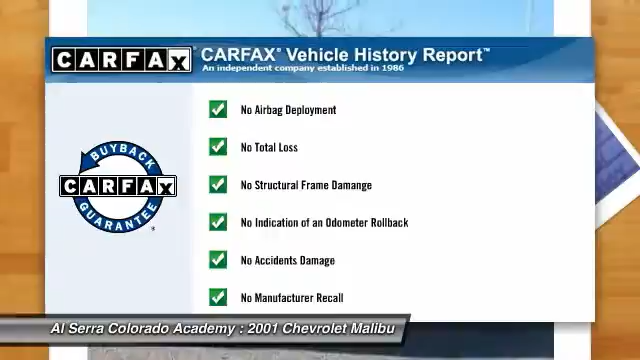 CARFAX® CARFAX® Vehicle History Report™
An independent company established in 1986
No Airbag Deployment
No Total Loss
BUYBACK
CARFAX
GUARANTEE®
No Structural Frame Damange
No Indication of an Odometer Rollback
No Accidents Damage
No Manufacturer Recall
Al Serra Colorado Academy : 2001 Chevrolet Malibu